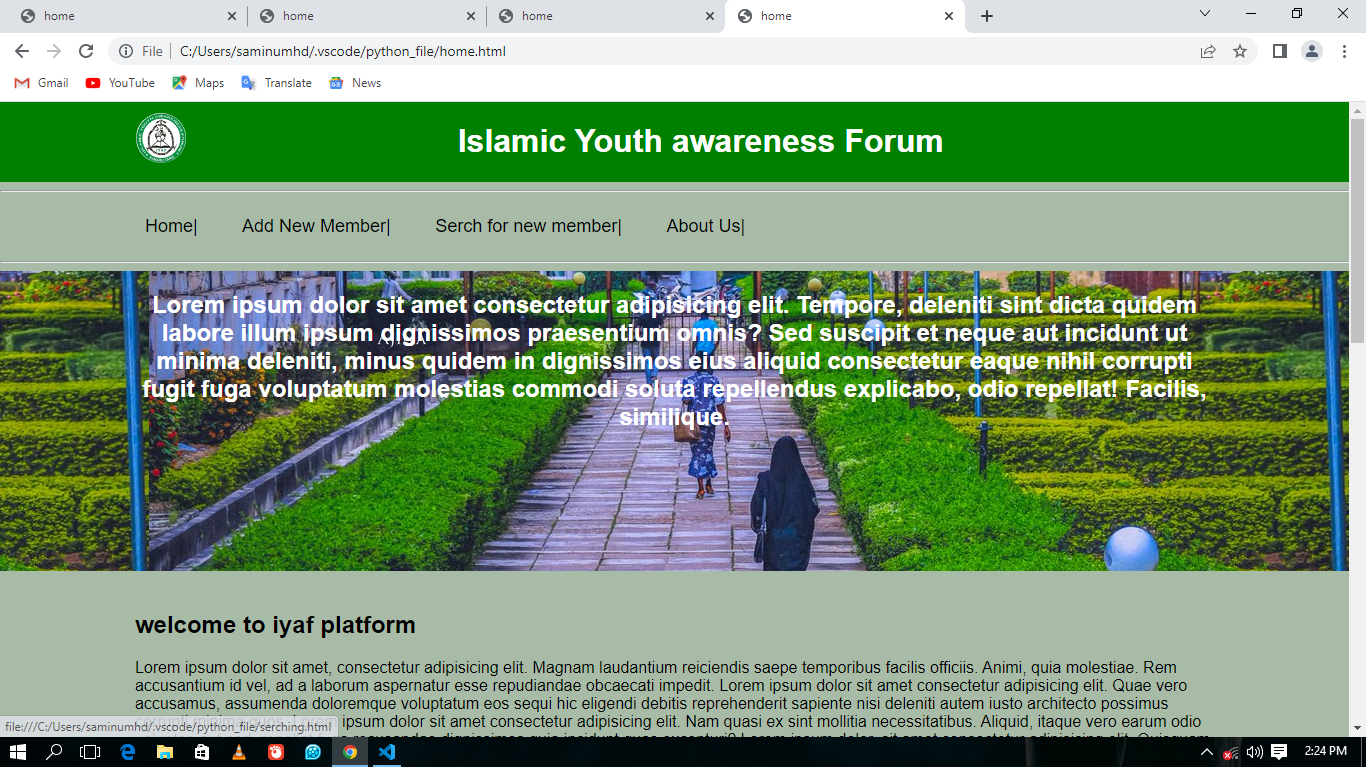 home
home
home
home
File
C:/Users/saminumhd/.vscode/python_file/home.html
Gmail
YouTube
Maps
Translate
News
Islamic Youth awareness Forum
Home|
Add New Member|
Serch for new member|
About Us|
Lorem ipsum dolor sit amet consectetur adipisicing elit. Tempore, deleniti sint dicta quidem
labore illum ipsum dignissimos praesentium omnis? Sed suscipit et neque aut incidunt ut
minima deleniti, minus quidem in dignissimos eius aliquid consectetur eaque nihil corrupti
fugit fuga voluptatum molestias commodi soluta repellendus explicabo, odio repellat! Facilis,
similique.
welcome to iyaf platform
Lorem ipsum dolor sit amet, consectetur adipisicing elit. Magnam laudantium reiciendis saepe temporibus facilis officiis. Animi, quia molestiae. Rem
accusantium id vel, ad a laborum aspernatur esse repudiandae obcaecati impedit. Lorem ipsum dolor sit amet consectetur adipisicing elit. Quae vero
accusamus, assumenda doloremque voluptatum eos sequi hic eligendi debitis reprehenderit sapiente nisi deleniti autem iusto architecto possimus
ipsum dolor sit amet consectetur adipisicing elit. Nam quasi ex sint mollitia necessitatibus. Aliquid, itaque vero earum odio
file:///C:/Users/saminumhd/.vscode/python_file/serching.html
2:24 PM